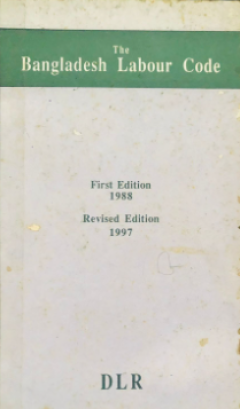 The
Bangladesh Labour Code
First Edition
1988
Revised Edition
1997
DLR